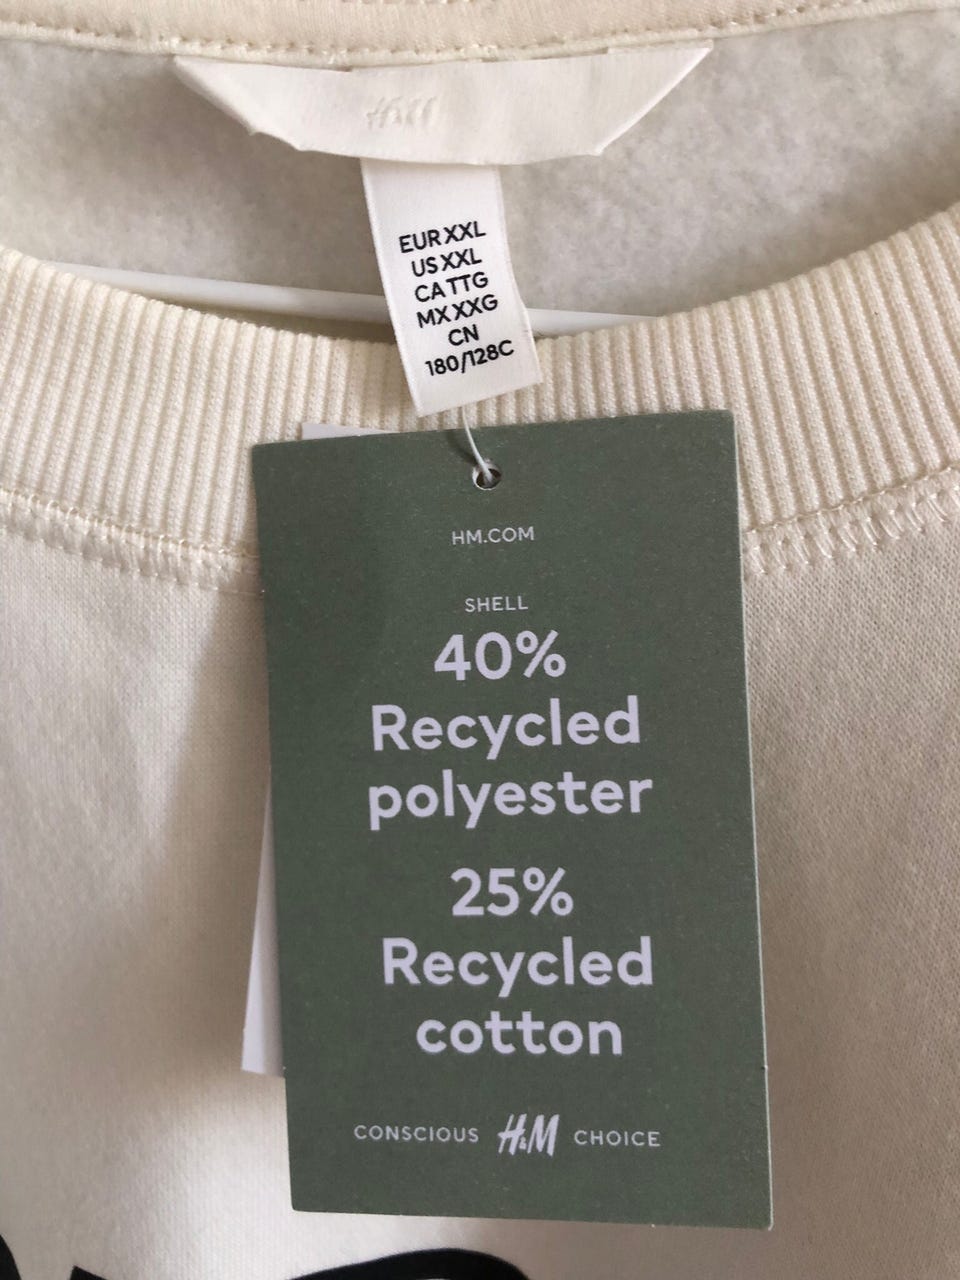 H&M
EUR XXL
US XXL
CA TTG
MX XXG
CN
180/128C
HM.COM
SHELL
40%
Recycled
polyester
25%
Recycled
cotton
CONSCIOUS H&M CHOICE